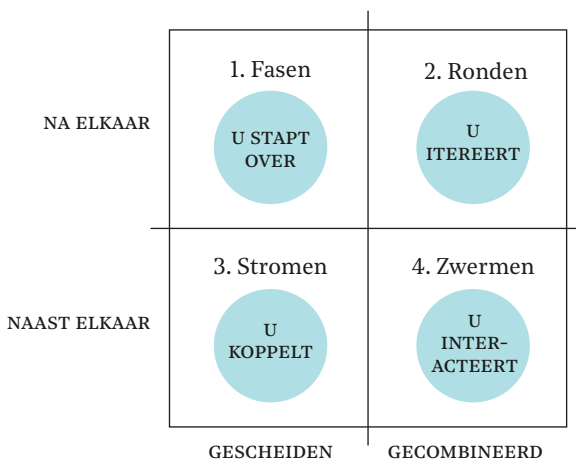 1. Fasen
2. Ronden
NA ELKAAR
U STAPT
OVER
U
ITEREERT
3. Stromen
4. Zwermen
NAAST ELKAAR
U
KOPPELT
U
INTER-
ACTEERT
GESCHEIDEN
GECOMBINEERD